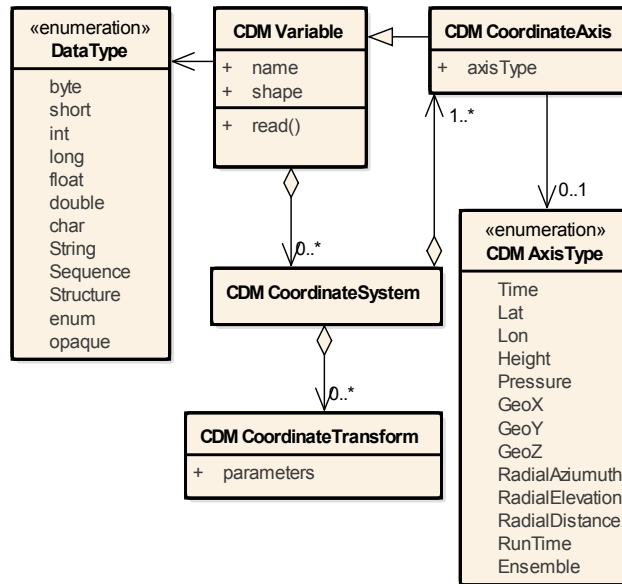 «enumeration»
DataType
byte
short
int
long
float
double
char
String
Sequence
Structure
enum
opaque
CDM Variable
+ name
+ shape
+ read()
CDM CoordinateAxis
+ axisType
1..*
0..1
0..*
CDM CoordinateSystem
0..*
CDM CoordinateTransform
+ parameters
«enumeration»
CDM AxisType
Time
Lat
Lon
Height
Pressure
GeoX
GeoY
GeoZ
RadialAziumuth
RadialElevation
RadialDistance
RunTime
Ensemble